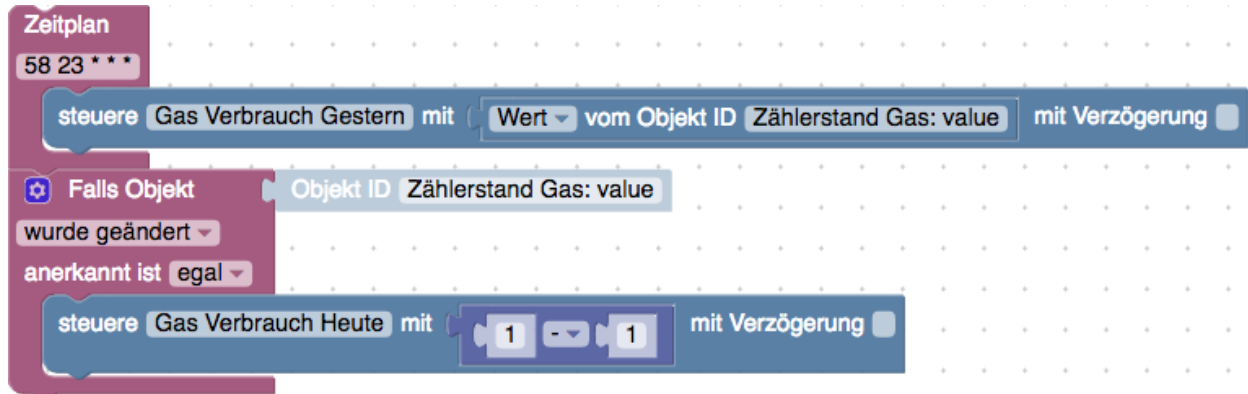 Zeitplan
58 23 * * *
steuere Gas Verbrauch Gestern mit Wert vom Objekt ID Zählerstand Gas: value mit Verzögerung
Falls Objekt Objekt ID Zählerstand Gas: value
wurde geändert
anerkannt ist egal
steuere Gas Verbrauch Heute mit 1 - 1 mit Verzögerung